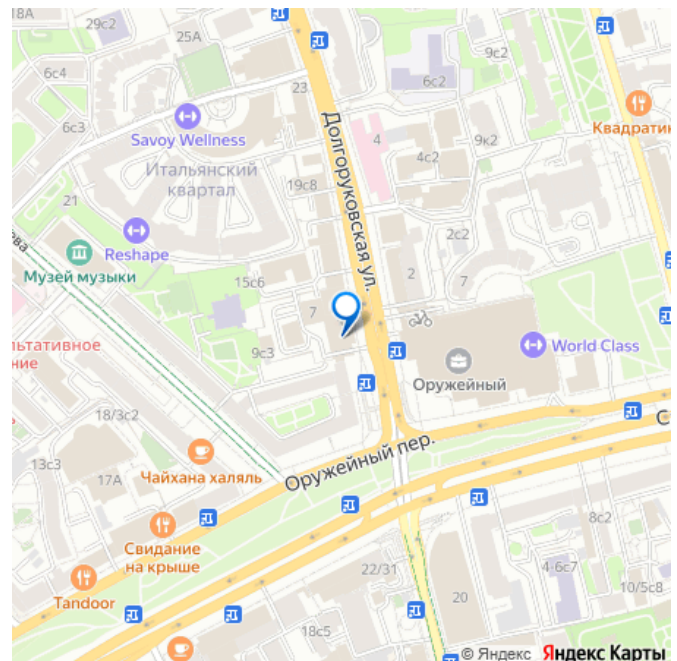 18А
29с2
25А
9с2
6с4
23
6с2
6с3
Savoy Wellness
Долгоруковская ул.
4
9к2
Квадратик
4с2
Итальянский
квартал
19с8
21
Reshape
2с2
Музей музыки
15с6
2
7
7
9с3
World Class
Оружейный
18/3с2
Оружейный пер.
13с3
17А
Чайхана халяль
8с2
Свидание
на крыше
22/31
4-6с7
Tandoor
20
10/5с8
18с5
© Яндекс Яндекс Карты